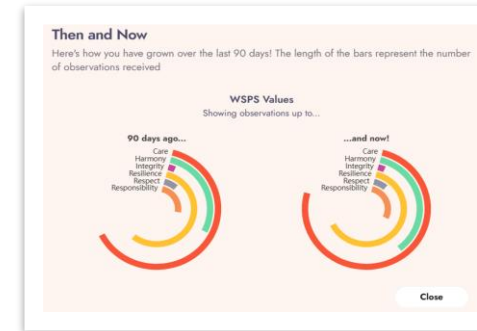 Then and Now
Here's how you have grown over the last 90 days! The length of the bars represent the number
of observations received
WSPS Values
Showing observations up to...
90 days ago...
Care
Harmony
Integrity
Resilience
Respect
Responsibility
...and now!
Care
Harmony
Integrity
Resilience
Respect
Responsibility
Close